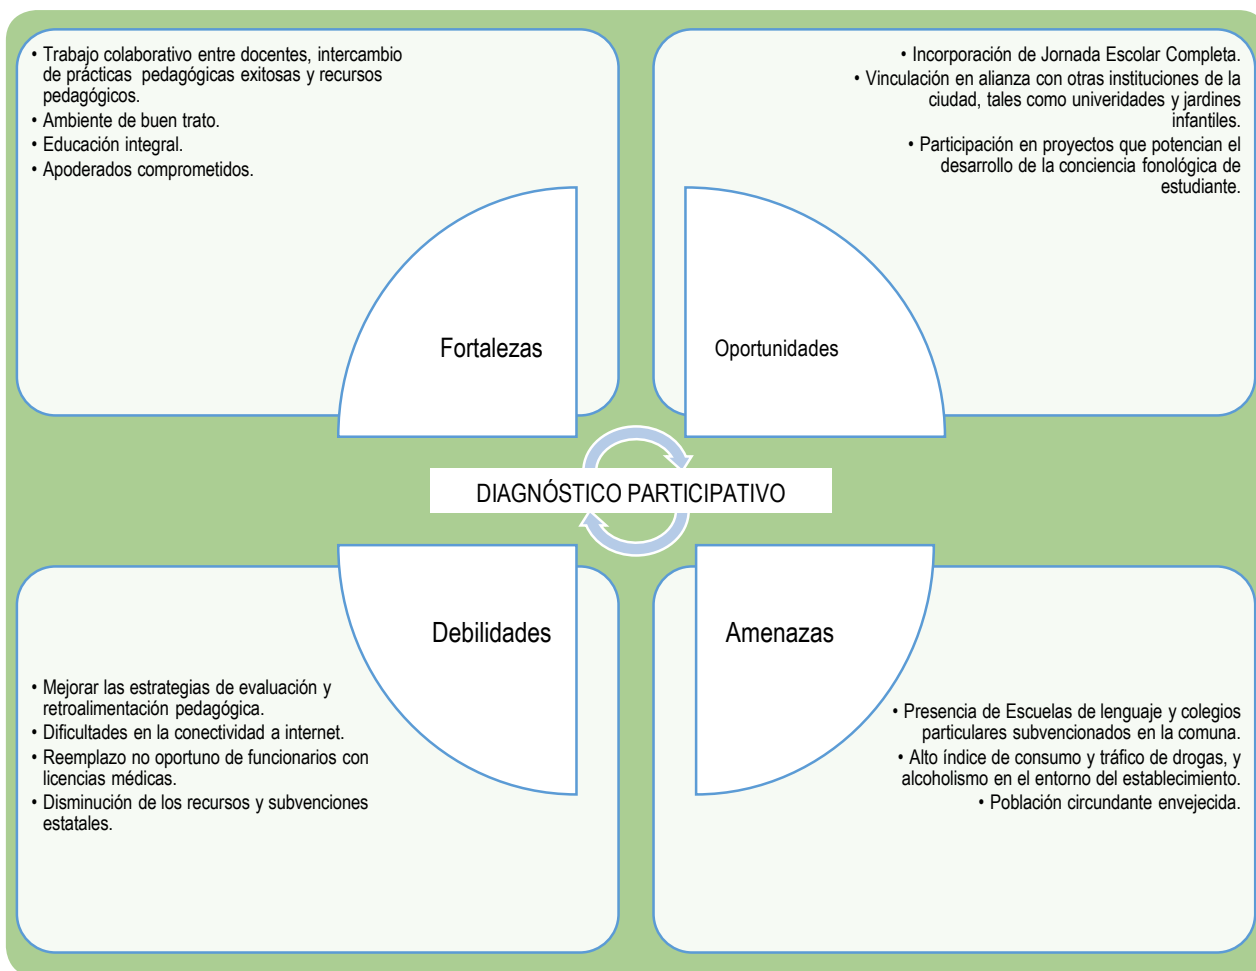 • Trabajo colaborativo entre docentes, intercambio
de prácticas pedagógicas exitosas y recursos
pedagógicos.
• Ambiente de buen trato.
• Educación integral.
• Apoderados comprometidos.
Fortalezas
• Incorporación de Jornada Escolar Completa.
• Vinculación en alianza con otras instituciones de la
ciudad, tales como univeridades y jardines
infantiles.
• Participación en proyectos que potencian el
desarrollo de la conciencia fonológica de
estudiante.
Oportunidades
DIAGNÓSTICO PARTICIPATIVO
Debilidades
• Mejorar las estrategias de evaluación y
retroalimentación pedagógica.
• Dificultades en la conectividad a internet.
• Reemplazo no oportuno de funcionarios con
licencias médicas.
• Disminución de los recursos y subvenciones
estatales.
Amenazas
• Presencia de Escuelas de lenguaje y colegios
particulares subvencionados en la comuna.
• Alto índice de consumo y tráfico de drogas, y
alcoholismo en el entorno del establecimiento.
• Población circundante envejecida.